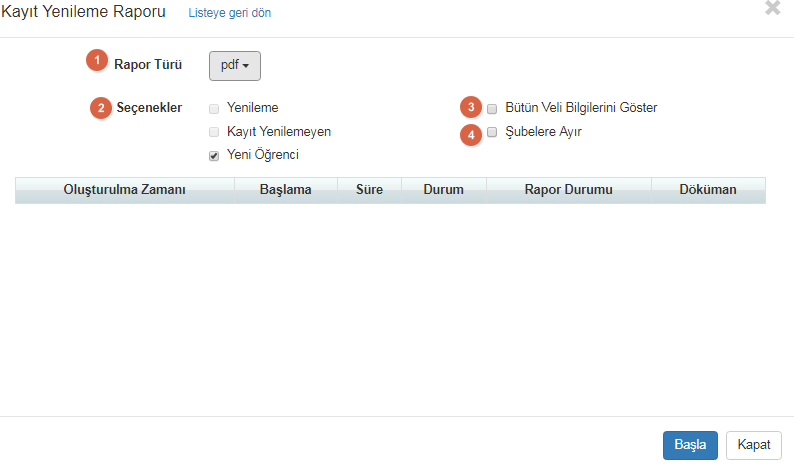 Kayıt Yenileme Raporu Listeye geri dön ×
1 Rapor Türü pdf
2 Seçenekler Yenileme 3 Bütün Veli Bilgilerini Göster
Kayıt Yenilemeyen 4 Şubelere Ayır
Yeni Öğrenci
Oluşturulma Zamanı Başlama Süre Durum Rapor Durumu Döküman
Başla Kapat